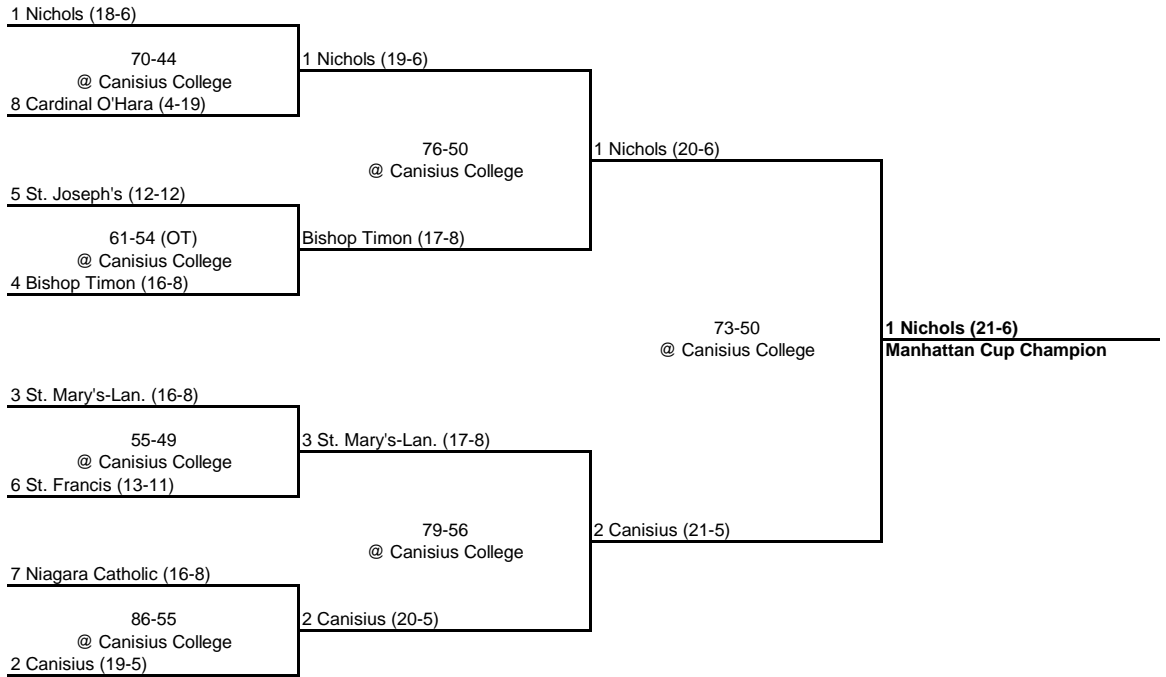 1 Nichols (18-6)
70-44
@ Canisius College
8 Cardinal O'Hara (4-19)
1 Nichols (19-6)
76-50
@ Canisius College
1 Nichols (20-6)
5 St. Joseph's (12-12)
61-54 (OT)
@ Canisius College
4 Bishop Timon (16-8)
Bishop Timon (17-8)
73-50
@ Canisius College
1 Nichols (21-6)
Manhattan Cup Champion
3 St. Mary's-Lan. (16-8)
55-49
@ Canisius College
6 St. Francis (13-11)
3 St. Mary's-Lan. (17-8)
79-56
@ Canisius College
2 Canisius (21-5)
7 Niagara Catholic (16-8)
86-55
@ Canisius College
2 Canisius (19-5)
2 Canisius (20-5)